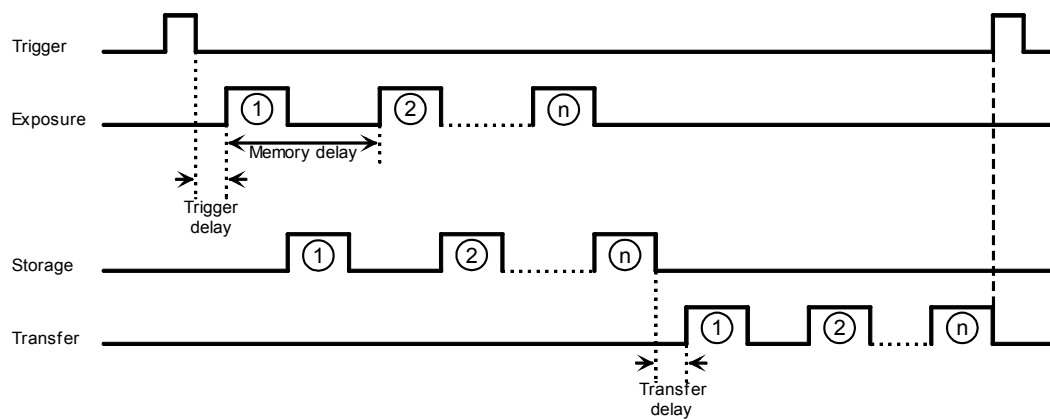 Trigger
Exposure
1
2
n
Memory delay
Trigger
delay
Storage
1
2
n
Transfer
1
2
n
Transfer
delay